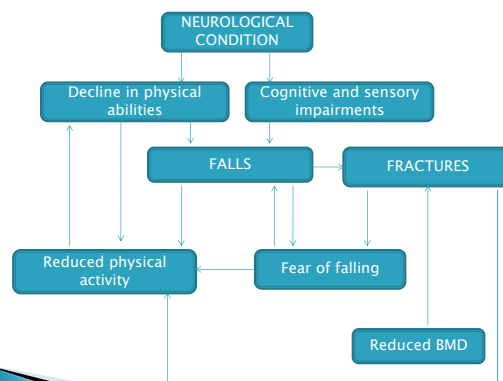 NEUROLOGICAL
CONDITION
Decline in physical
abilities
Cognitive and sensory
impairments
FALLS
FRACTURES
Reduced physical
activity
Fear of falling
Reduced BMD